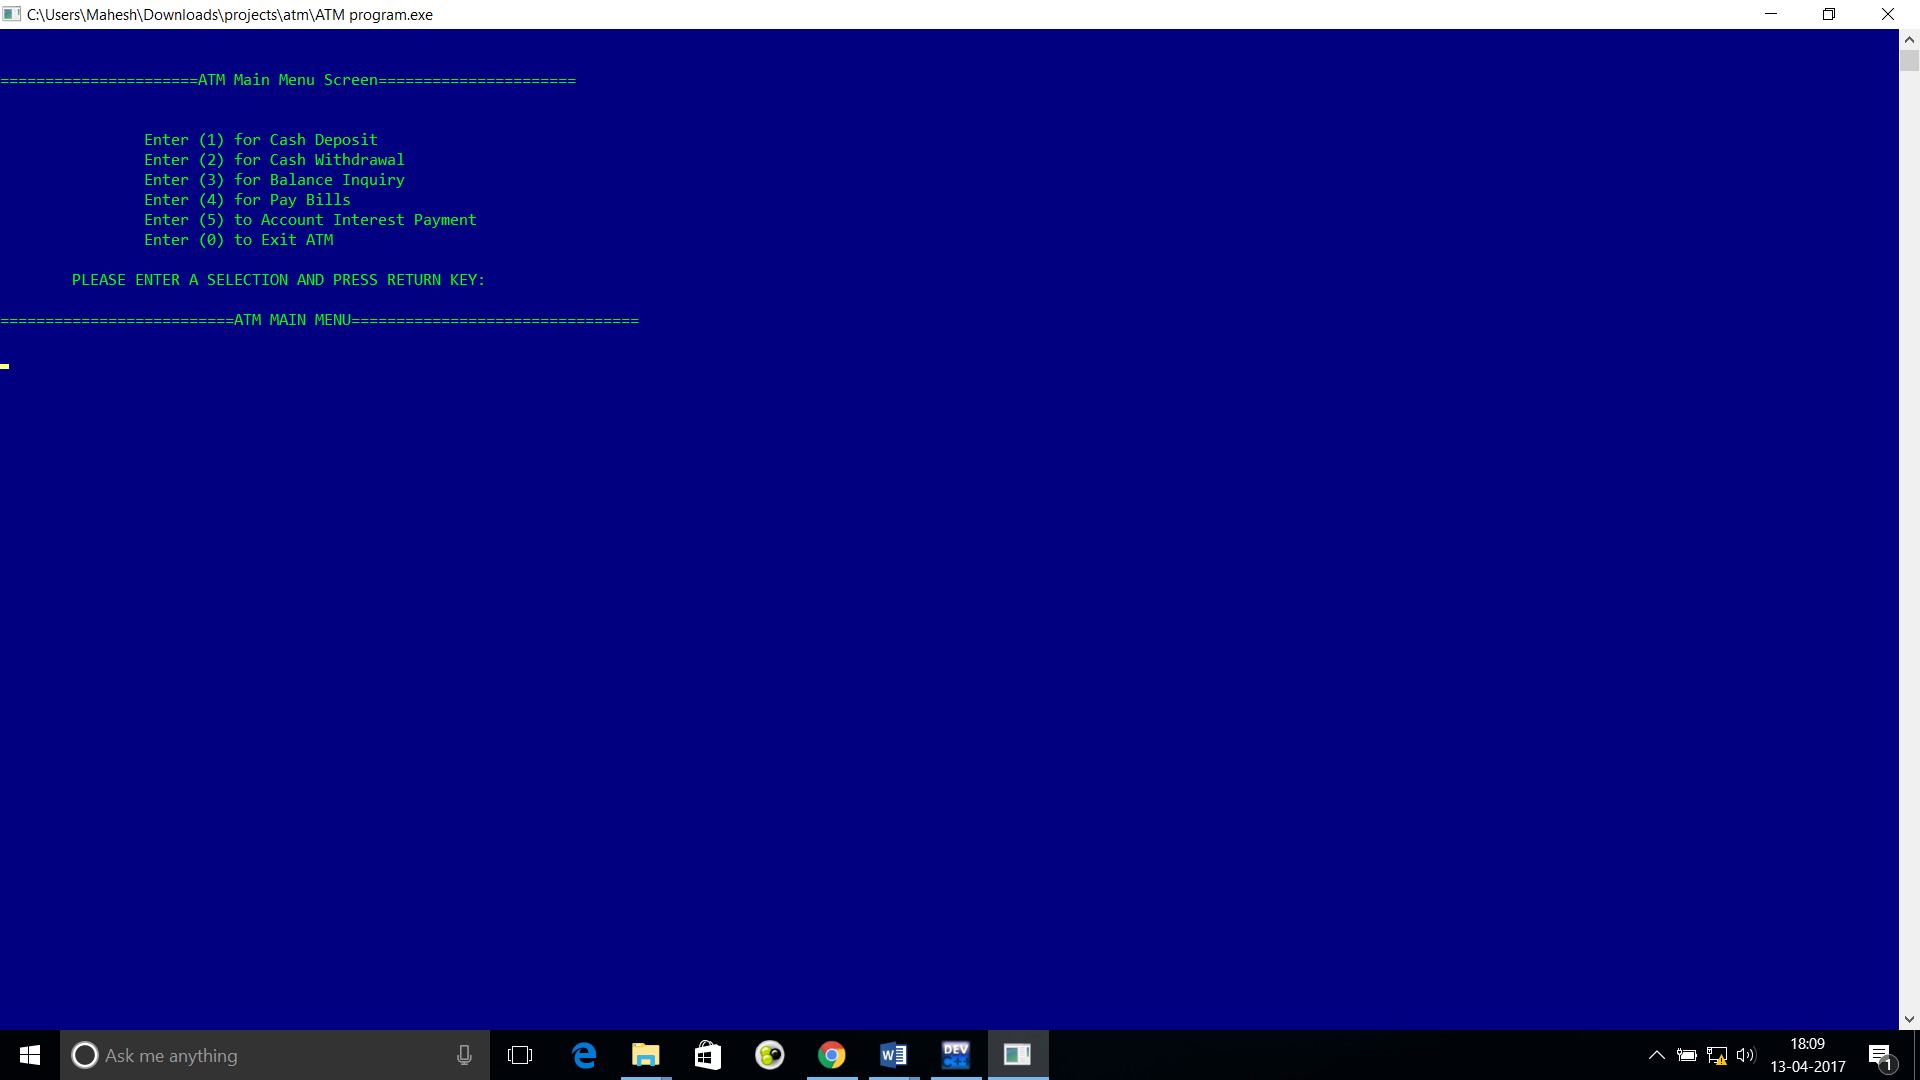 C:\Users\Mahesh\Downloads\projects\atm\ATM program.exe
======================ATM Main Menu Screen======================
Enter (1) for Cash Deposit
Enter (2) for Cash Withdrawal
Enter (3) for Balance Inquiry
Enter (4) for Pay Bills
Enter (5) to Account Interest Payment
Enter (0) to Exit ATM
PLEASE ENTER A SELECTION AND PRESS RETURN KEY:
==========================ATM MAIN MENU================================
Ask me anything
W
DEV
C++
18:09
13-04-2017
1